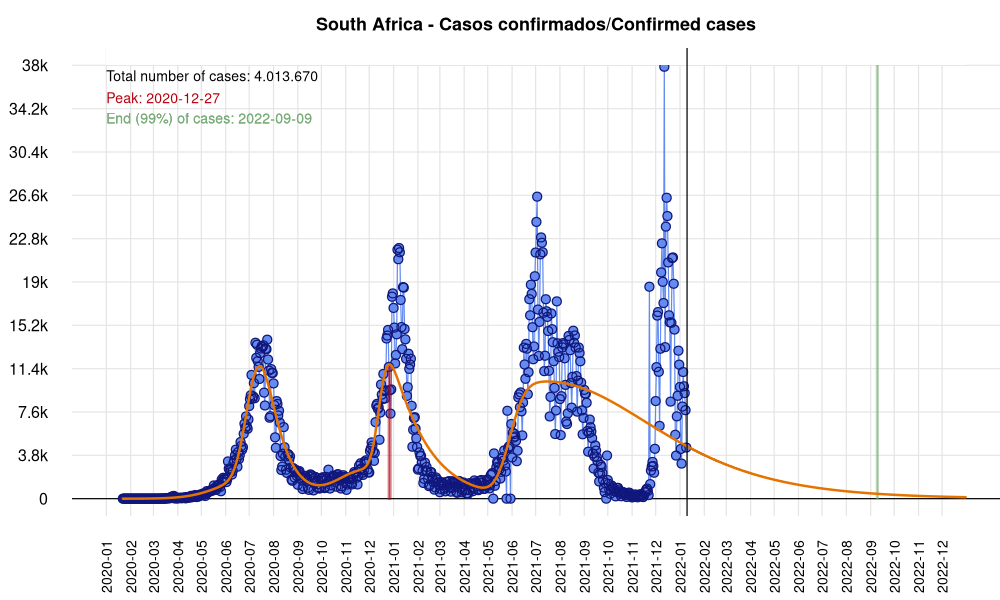 South Africa - Casos confirmados/Confirmed cases
Total number of cases: 4.013.670
Peak: 2020-12-27
End (99%) of cases: 2022-09-09
38k
34.2k
30.4k
26.6k
22.8k
19k
15.2k
11.4k
7.6k
3.8k
0
2020-01
2020-02
2020-03
2020-04
2020-05
2020-06
2020-07
2020-08
2020-09
2020-10
2020-11
2020-12
2021-01
2021-02
2021-03
2021-04
2021-05
2021-06
2021-07
2021-08
2021-09
2021-10
2021-11
2021-12
2022-01
2022-02
2022-03
2022-04
2022-05
2022-06
2022-07
2022-08
2022-09
2022-10
2022-11
2022-12